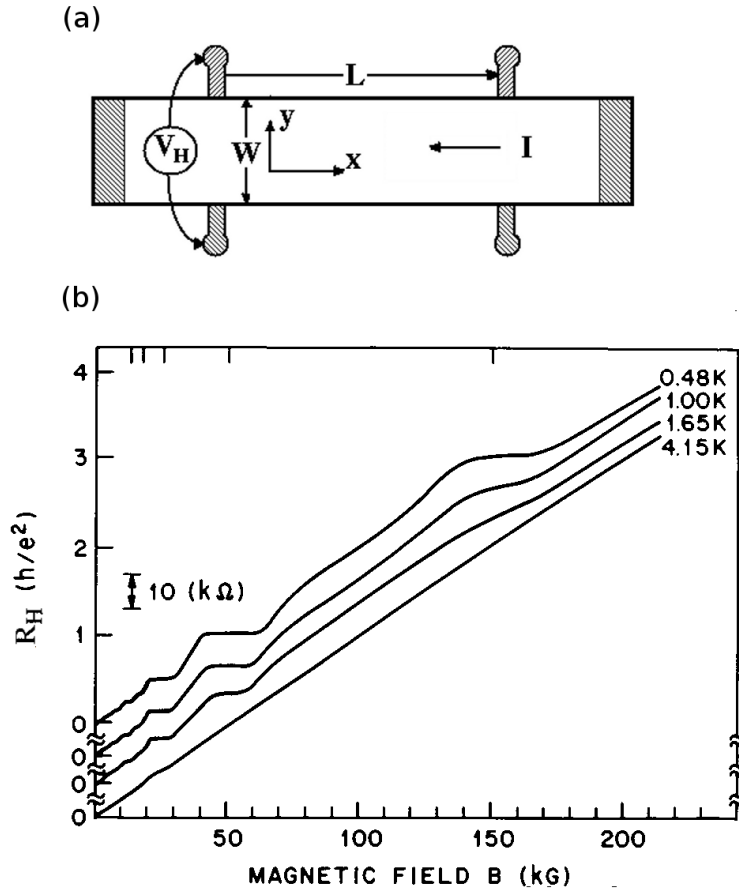 (a)
L
V_H
W
y
x
I
(b)
R_H (h/e²)
4
3
2
1
0
0
0
0
10 (kΩ)
0.48K
1.00K
1.65K
4.15K
50
100
150
200
MAGNETIC FIELD B (kG)